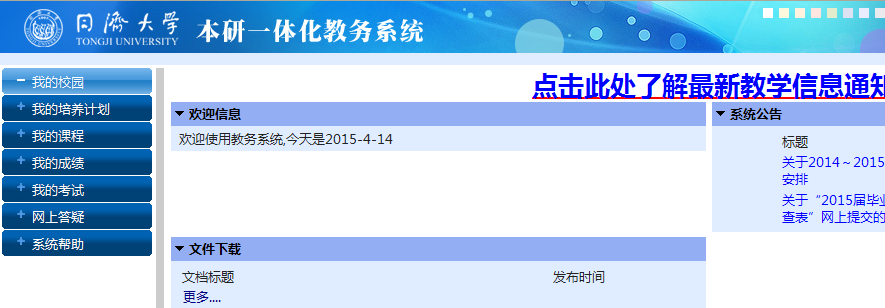 同濟大學
TONGJI UNIVERSITY
本研一体化教务系统
我的校园
我的培养计划
我的课程
我的成绩
我的考试
网上答疑
系统帮助
点击此处了解最新教学信息通知
欢迎信息
欢迎使用教务系统,今天是2015-4-14
系统公告
标题
关于2014～2015
安排
关于“2015届毕业
查表”网上提交的
文件下载
文档标题 发布时间
更多....